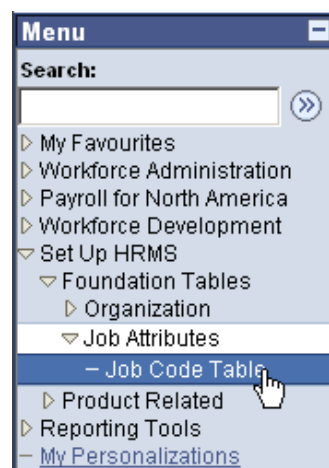 Menu
Search:
My Favourites
Workforce Administration
Payroll for North America
Workforce Development
Set Up HRMS
Foundation Tables
Organization
Job Attributes
– Job Code Table
Product Related
Reporting Tools
– My Personalizations